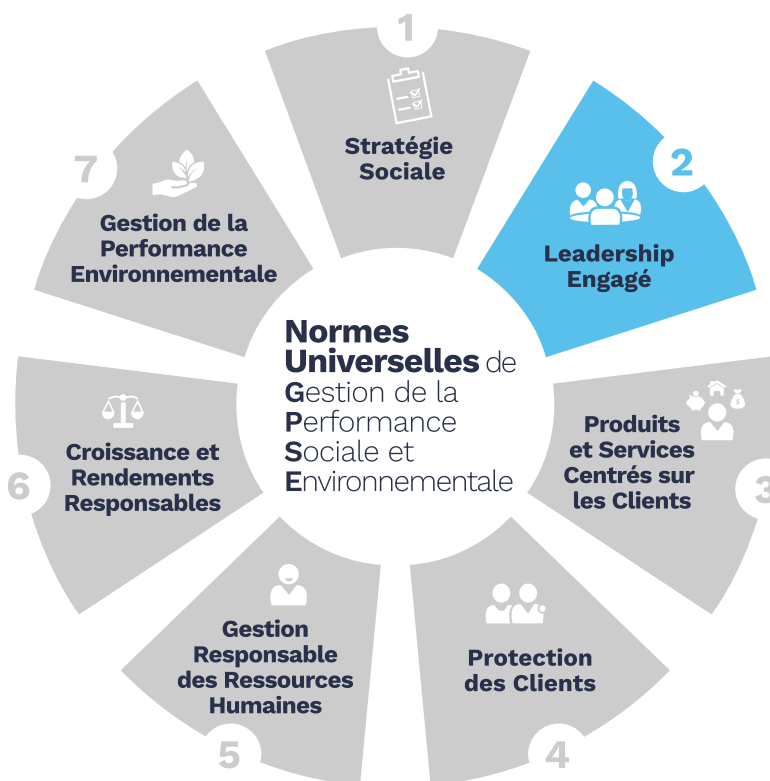 1
Stratégie
Sociale
2
Leadership
Engagé
3
Produits
et Services
Centrés sur
les Clients
4
Protection
des Clients
5
Gestion
Responsable
des Ressources
Humaines
6
Croissance et
Rendements
Responsables
7
Gestion de la
Performance
Environnementale
Normes
Universelles de
Gestion de la
Performance
Sociale et
Environnementale